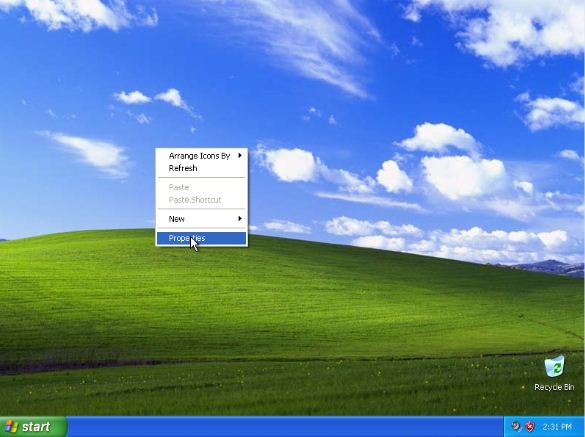 Arrange Icons By
Refresh
Paste
Paste Shortcut
New
Properties
Recycle Bin
start
2:31 PM